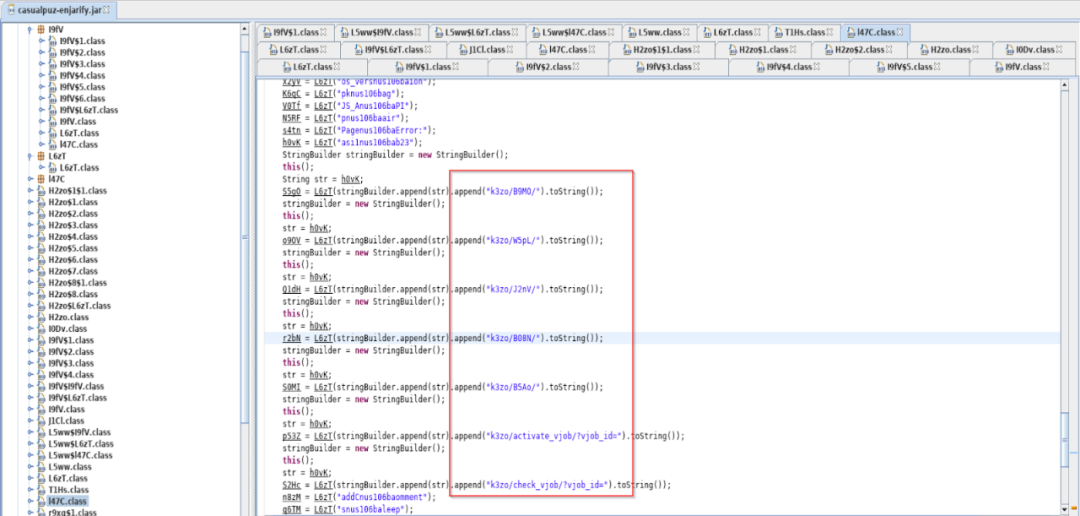 casualpuz-enjarify.jar
I9fV
I9fV$1.class
I9fV$2.class
I9fV$3.class
I9fV$4.class
I9fV$5.class
I9fV$6.class
I9fV$L6zT.class
I9fV.class
L6zT.class
l47C.class
L6zT
L6zT.class
l47C
H2zo$1$1.class
H2zo$1.class
H2zo$2.class
H2zo$3.class
H2zo$4.class
H2zo$5.class
H2zo$6.class
H2zo$7.class
H2zo$8$1.class
H2zo$8.class
H2zo$L6zT.class
H2zo.class
I0Dv.class
I9fV$1.class
I9fV$2.class
I9fV$3.class
I9fV$4.class
I9fV$I9fV.class
I9fV$L6zT.class
I9fV.class
J1Cl.class
L5ww$I9fV.class
L5ww$L6zT.class
L5ww$l47C.class
L5ww.class
L6zT.class
T1Hs.class
l47C.class
r9xq$1.class
I9fV$1.class L5ww$I9fV.class L5ww$L6zT.class L5ww$l47C.class L5ww.class L6zT.class T1Hs.class l47C.class
L6zT.class I9fV$L6zT.class J1Cl.class l47C.class H2zo$1$1.class H2zo$1.class H2zo$2.class H2zo.class I0Dv.class
L6zT.class I9fV$1.class I9fV$2.class I9fV$3.class I9fV$4.class I9fV$5.class I9fV.class
X2yV = L6zT("os_versnus106baion");
K6qC = L6zT("pknus106bag");
V0Tf = L6zT("JS_Anus106baPI");
N5RF = L6zT("pnus106baair");
s4tn = L6zT("Pagenus106baError:");
h0vK = L6zT("asi1nus106bab23");
StringBuilder stringBuilder = new StringBuilder();
this();
String str = h0vK;
S5gO = L6zT(stringBuilder.append(str).append("k3zo/B9MO/").toString());
stringBuilder = new StringBuilder();
this();
str = h0vK;
o9OV = L6zT(stringBuilder.append(str).append("k3zo/W5pL/").toString());
stringBuilder = new StringBuilder();
this();
str = h0vK;
Q1dH = L6zT(stringBuilder.append(str).append("k3zo/J2nV/").toString());
stringBuilder = new StringBuilder();
this();
str = h0vK;
r2bN = L6zT(stringBuilder.append(str).append("k3zo/B08N/").toString());
stringBuilder = new StringBuilder();
this();
str = h0vK;
S0MI = L6zT(stringBuilder.append(str).append("k3zo/B5Ao/").toString());
stringBuilder = new StringBuilder();
this();
str = h0vK;
p53Z = L6zT(stringBuilder.append(str).append("k3zo/activate_vjob/?vjob_id=").toString());
stringBuilder = new StringBuilder();
this();
str = h0vK;
S2Hc = L6zT(stringBuilder.append(str).append("k3zo/check_vjob/?vjob_id=").toString());
n8zM = L6zT("addCnus106baomment");
q6TM = L6zT("snus106baleep");